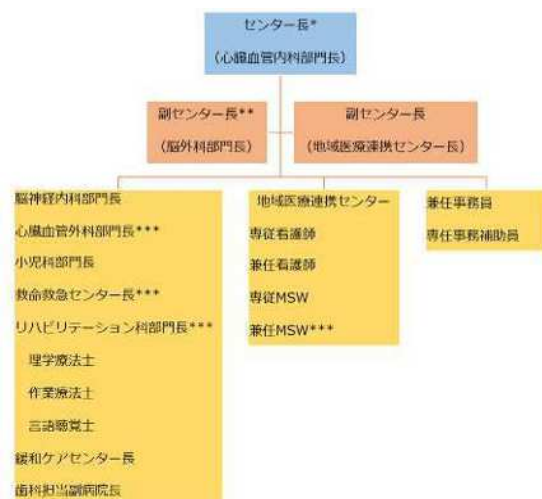 センター長*
（心臓血管内科部門長）
副センター長**
（脳外科部門長）
副センター長
（地域医療連携センター長）
脳神経内科部門長
心臓血管外科部門長***
小児科部門長
救命救急センター長***
リハビリテーション科部門長***
理学療法士
作業療法士
言語聴覚士
緩和ケアセンター長
歯科担当副病院長
地域医療連携センター
専従看護師
兼任看護師
専従MSW
兼任MSW***
兼任事務員
専任事務補助員